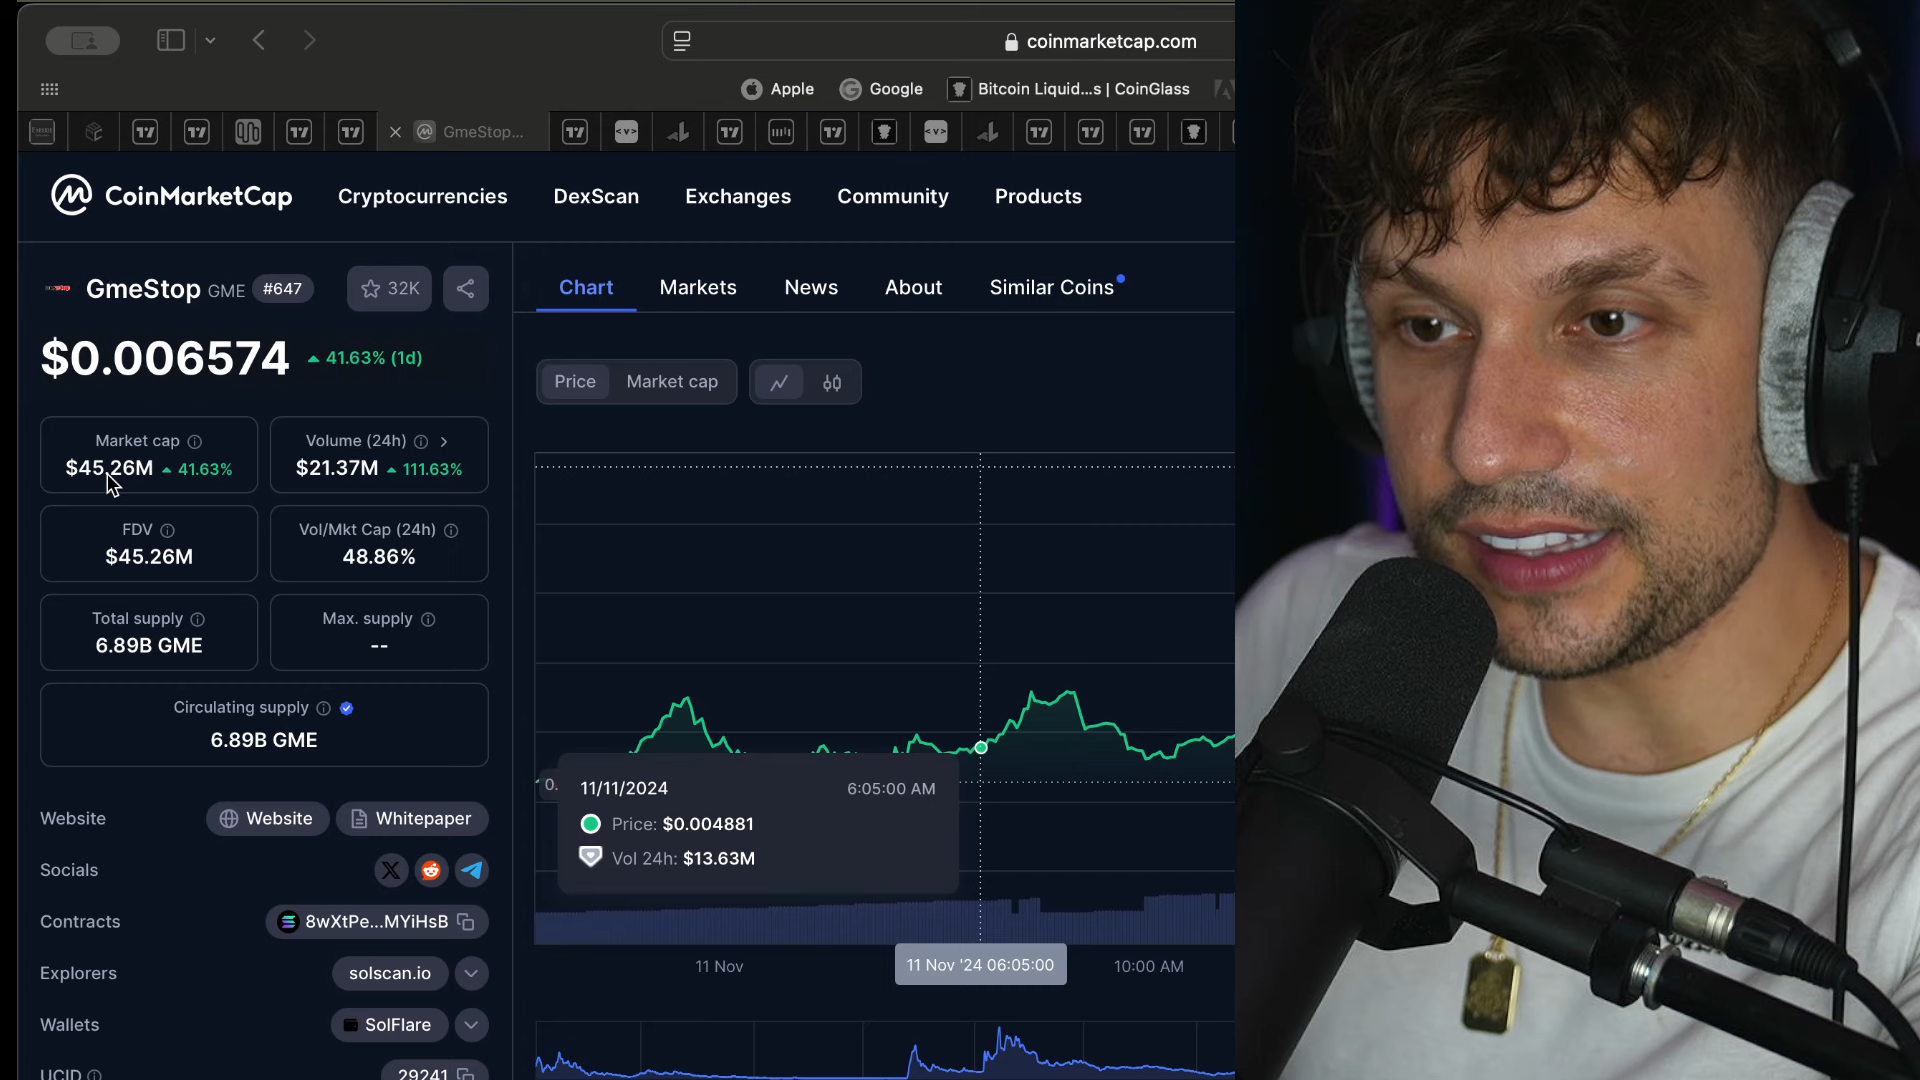 coinmarketcap.com
Apple
Google
Bitcoin Liquid...s | CoinGlass
GmeStop...
CoinMarketCap
Cryptocurrencies
DexScan
Exchanges
Community
Products
GmeStop GME #647
32K
$0.006574
41.63% (1d)
Market cap
$45.26M 41.63%
Volume (24h)
$21.37M 111.63%
FDV
$45.26M
Vol/Mkt Cap (24h)
48.86%
Total supply
6.89B GME
Max. supply
--
Circulating supply
6.89B GME
Website
Website
Whitepaper
Socials
Contracts
8wXtPe...MYiHsB
Explorers
solscan.io
Wallets
SolFlare
UCID
29241
Chart
Markets
News
About
Similar Coins
Price
Market cap
0.
11/11/2024
6:05:00 AM
Price: $0.004881
Vol 24h: $13.63M
11 Nov
11 Nov '24 06:05:00
10:00 AM